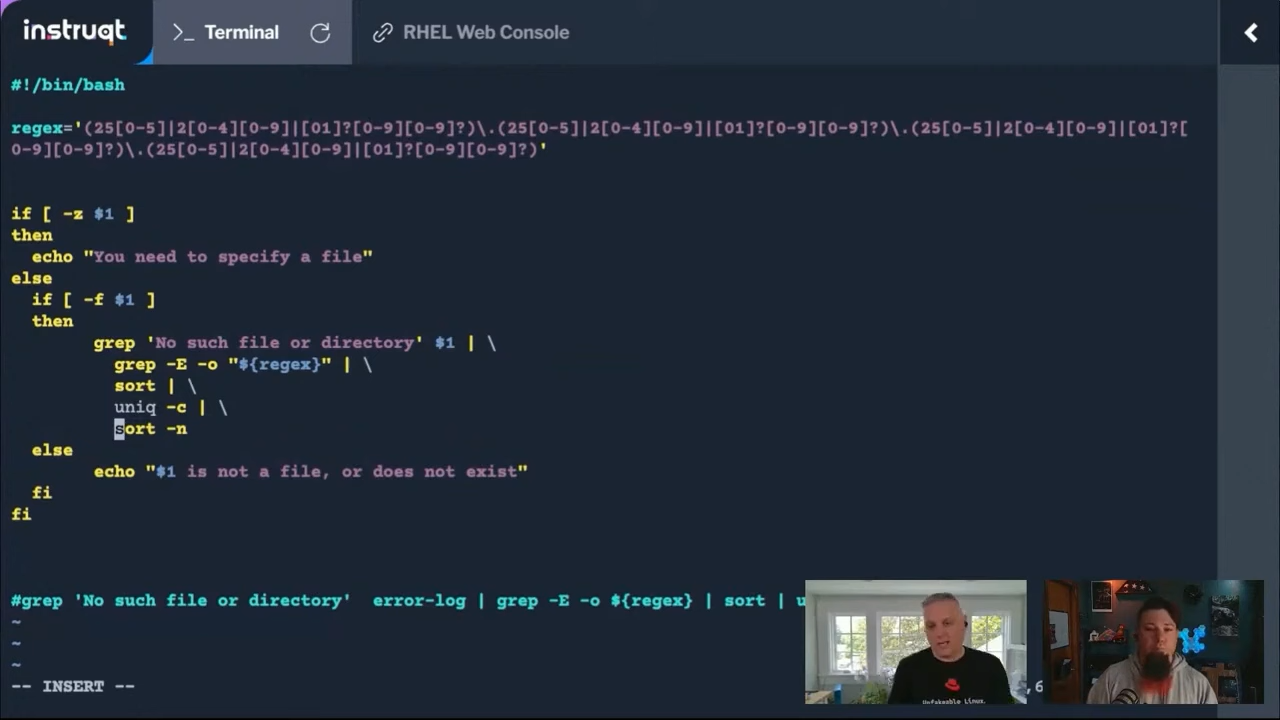 instruqt
>_ Terminal
RHEL Web Console
#!/bin/bash
regex='(25[0-5]|2[0-4][0-9]|[01]?[0-9][0-9]?)\.(25[0-5]|2[0-4][0-9]|[01]?[0-9][0-9]?)\.(25[0-5]|2[0-4][0-9]|[01]?[
0-9][0-9]?)\.(25[0-5]|2[0-4][0-9]|[01]?[0-9][0-9]?)'
if [ -z $1 ]
then
echo "You need to specify a file"
else
if [ -f $1 ]
then
grep 'No such file or directory' $1 | \
grep -E -o "${regex}" | \
sort | \
uniq -c | \
sort -n
else
echo "$1 is not a file, or does not exist"
fi
fi
#grep 'No such file or directory'  error-log | grep -E -o ${regex} | sort | u
~
~
~
-- INSERT --
,6
Unfakeable Linux.